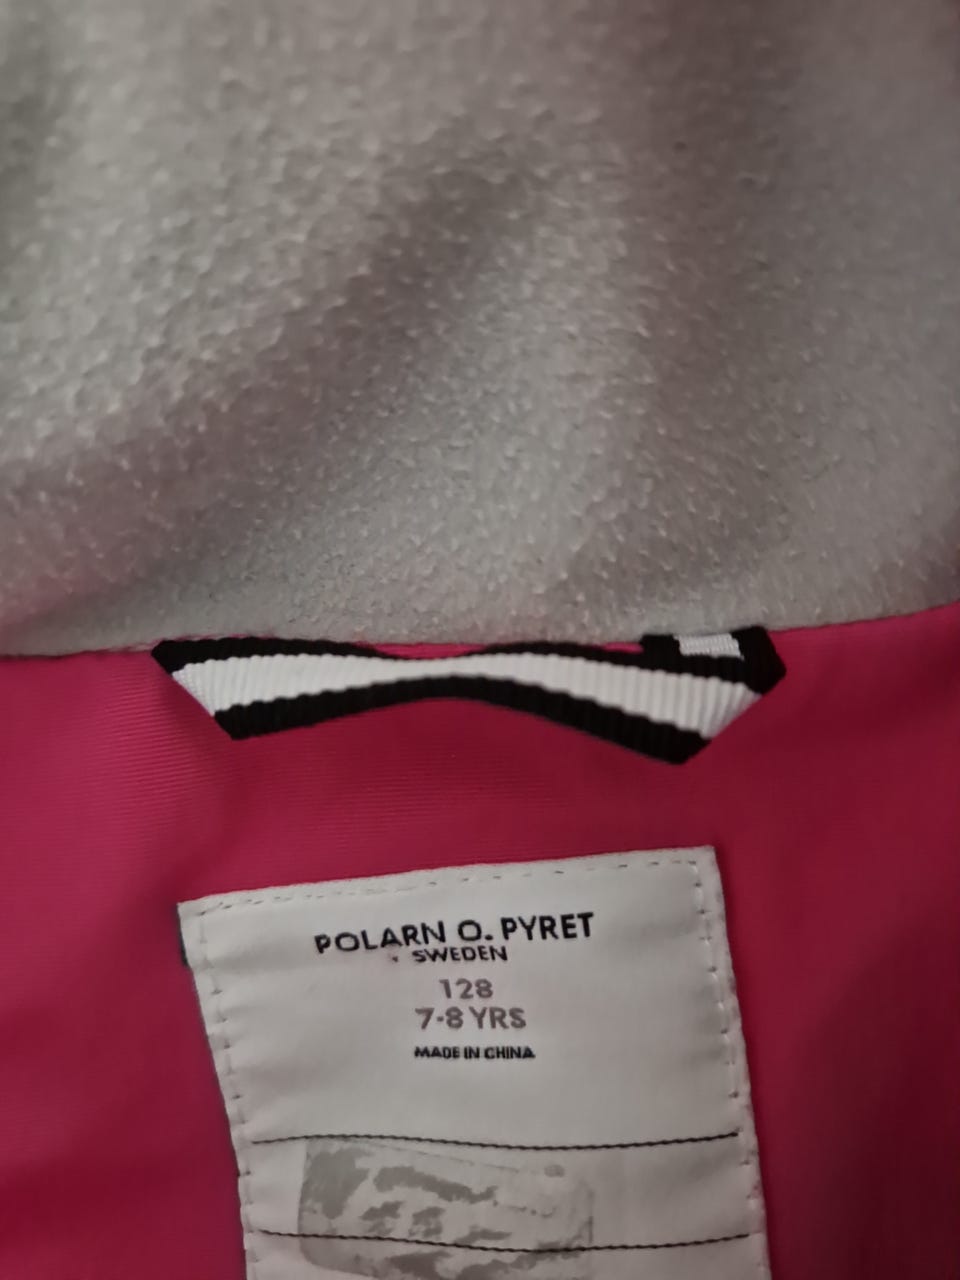 POLARN O. PYRET
SWEDEN
128
7-8 YRS
MADE IN CHINA